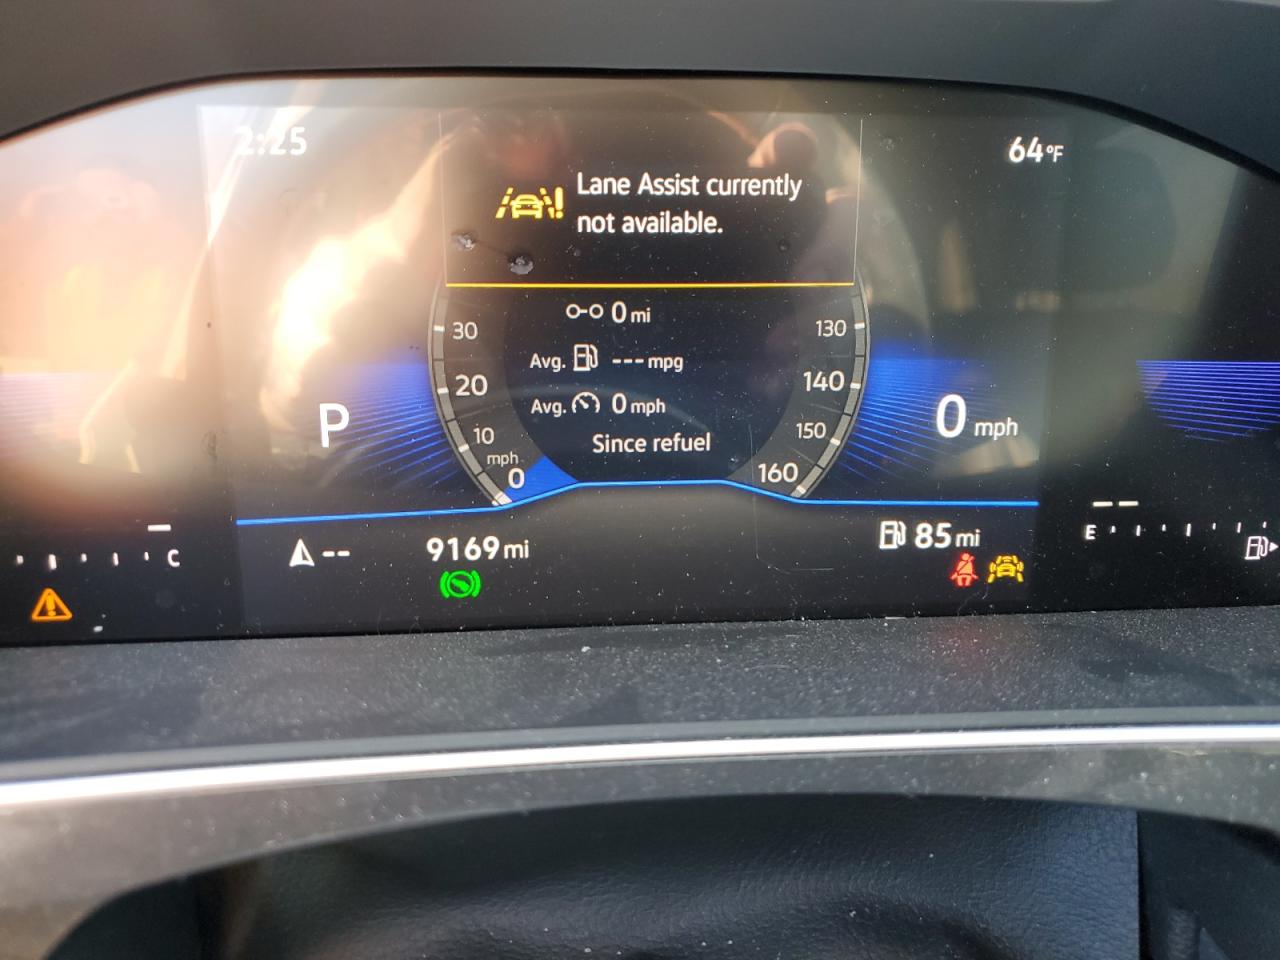 2:25
64°F
Lane Assist currently
not available.
0 mi
Avg. --- mpg
Avg. 0 mph
Since refuel
30
20
10
mph
0
130
140
150
160
P
0 mph
-- 
9169 mi
85 mi
C
E